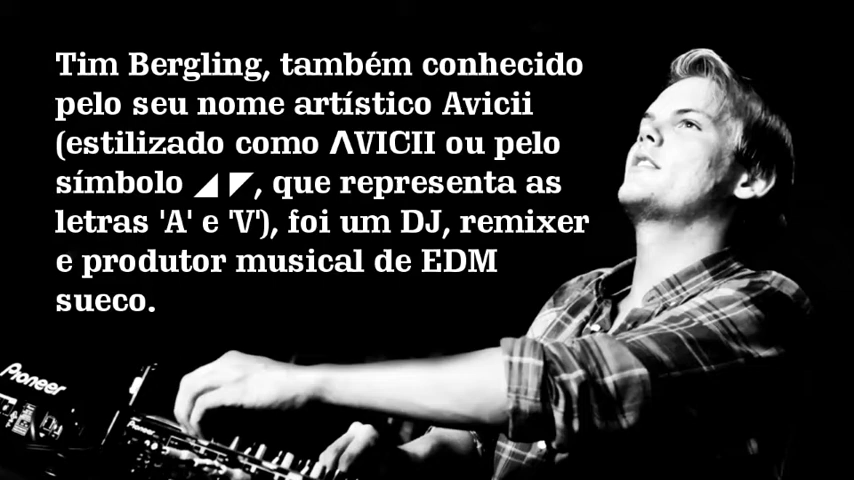 Tim Bergling, também conhecido
pelo seu nome artístico Avicii
(estilizado como ΛVICII ou pelo
símbolo ◢ ◤, que representa as
letras 'A' e 'V'), foi um DJ, remixer
e produtor musical de EDM
sueco.
Pioneer
Pioneer